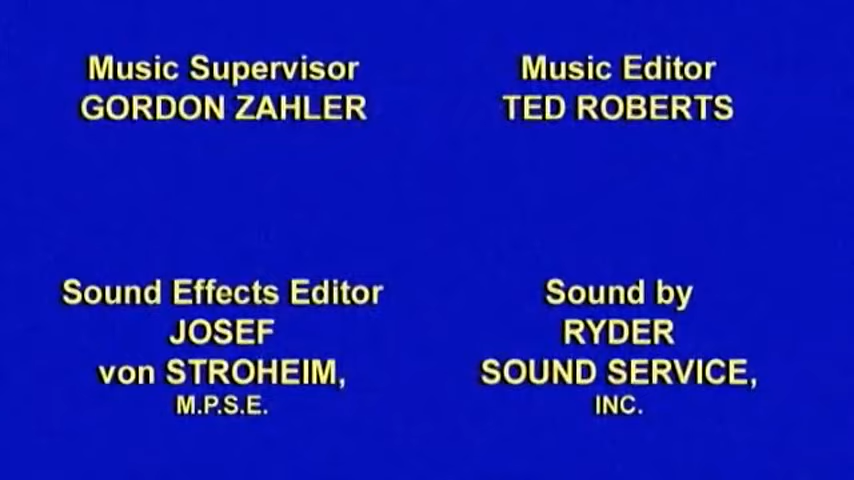 Music Supervisor
GORDON ZAHLER
Music Editor
TED ROBERTS
Sound Effects Editor
JOSEF
von STROHEIM,
M.P.S.E.
Sound by
RYDER
SOUND SERVICE,
INC.